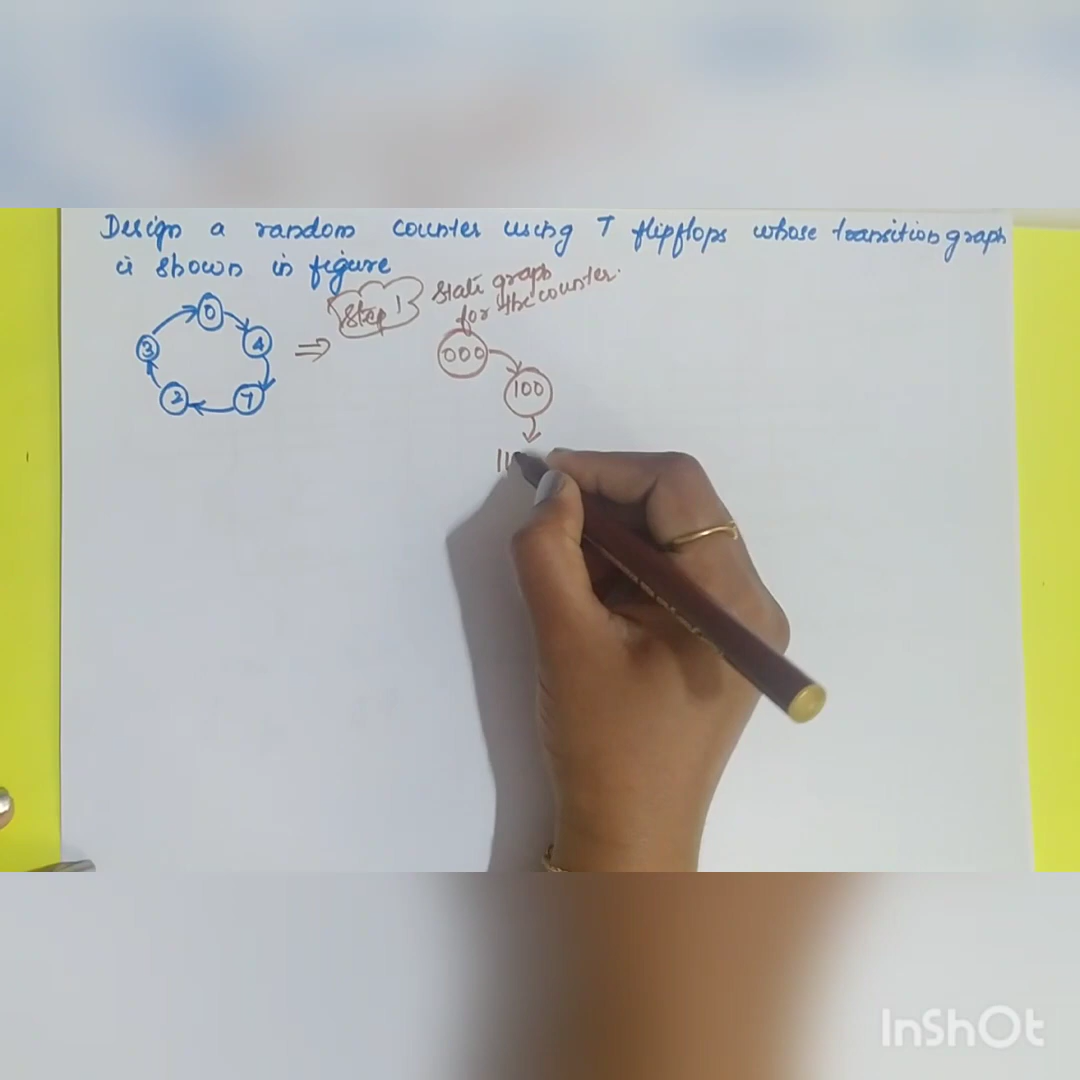 Design a random counter using T flipflops whose transition graph
is shown in figure
Step 1
State graph
for the counter.
0
4
7
2
3
000
100
11
InShOt